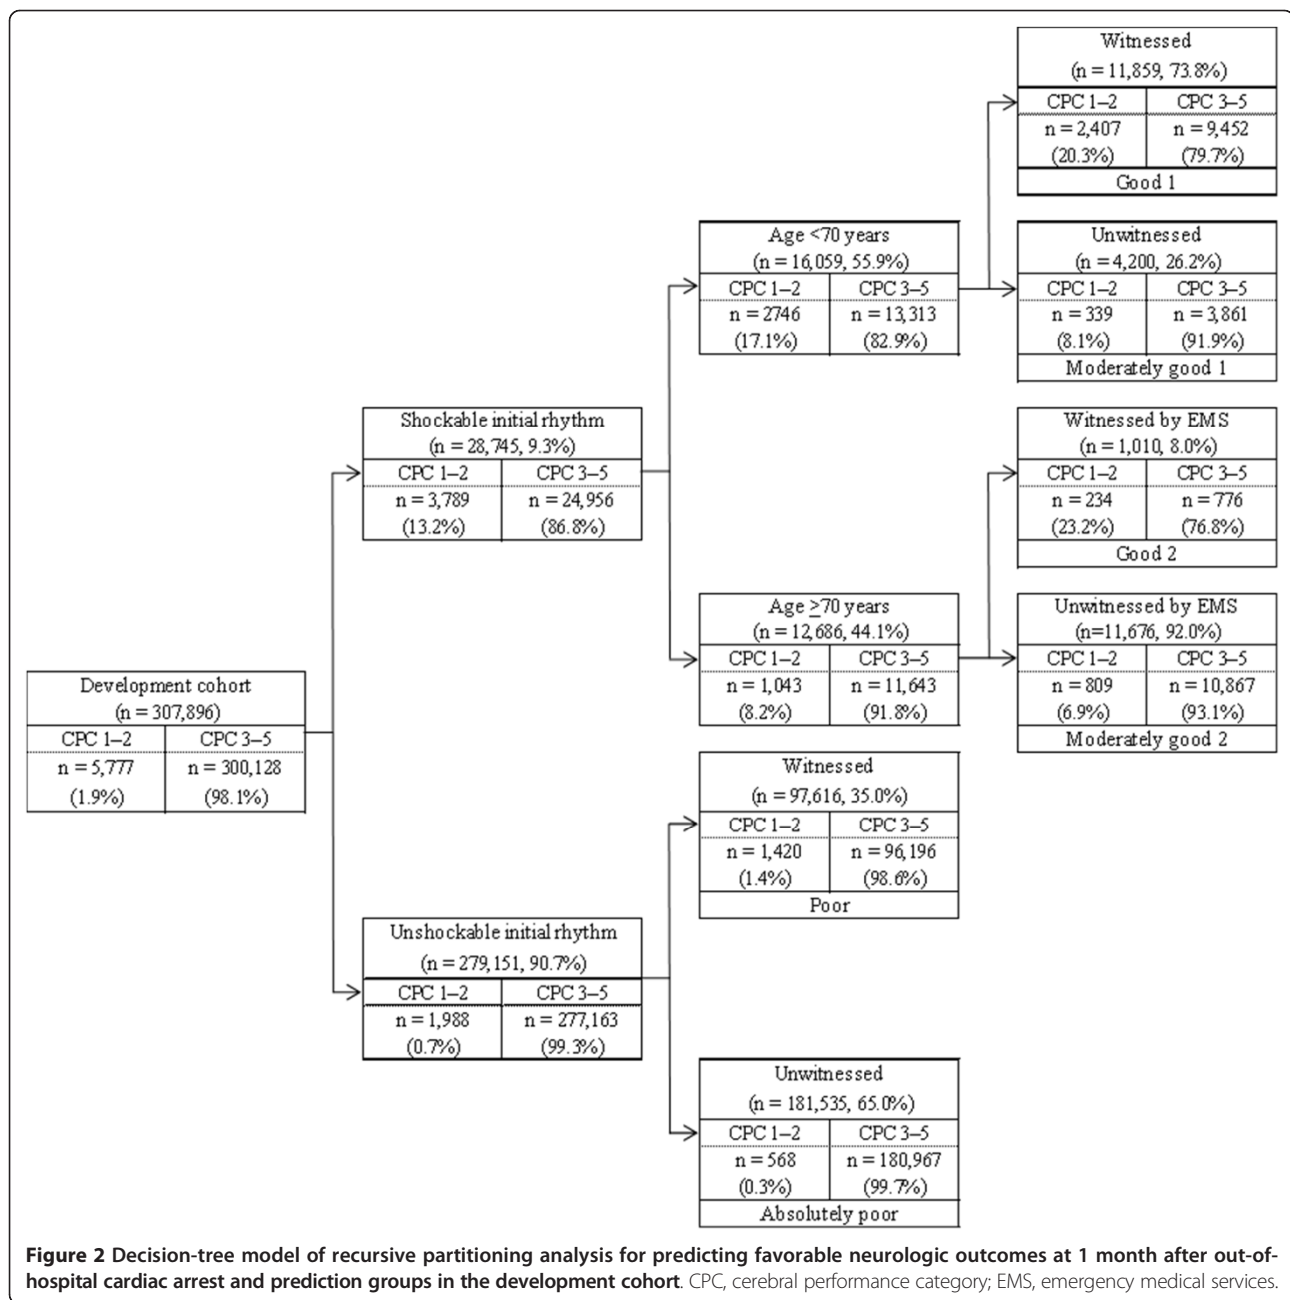 Witnessed
(n = 11,859, 73.8%)
CPC 1–2 CPC 3–5
n = 2,407 n = 9,452
(20.3%) (79.7%)
Good 1
Age <70 years
(n = 16,059, 55.9%)
CPC 1–2 CPC 3–5
n = 2746 n = 13,313
(17.1%) (82.9%)
Unwitnessed
(n = 4,200, 26.2%)
CPC 1–2 CPC 3–5
n = 339 n = 3,861
(8.1%) (91.9%)
Moderately good 1
Shockable initial rhythm
(n = 28,745, 9.3%)
CPC 1–2 CPC 3–5
n = 3,789 n = 24,956
(13.2%) (86.8%)
Witnessed by EMS
(n = 1,010, 8.0%)
CPC 1–2 CPC 3–5
n = 234 n = 776
(23.2%) (76.8%)
Good 2
Age ≥70 years
(n = 12,686, 44.1%)
CPC 1–2 CPC 3–5
n = 1,043 n = 11,643
(8.2%) (91.8%)
Unwitnessed by EMS
(n=11,676, 92.0%)
CPC 1–2 CPC 3–5
n = 809 n = 10,867
(6.9%) (93.1%)
Moderately good 2
Development cohort
(n = 307,896)
CPC 1–2 CPC 3–5
n = 5,777 n = 300,128
(1.9%) (98.1%)
Witnessed
(n = 97,616, 35.0%)
CPC 1–2 CPC 3–5
n = 1,420 n = 96,196
(1.4%) (98.6%)
Poor
Unshockable initial rhythm
(n = 279,151, 90.7%)
CPC 1–2 CPC 3–5
n = 1,988 n = 277,163
(0.7%) (99.3%)
Unwitnessed
(n = 181,535, 65.0%)
CPC 1–2 CPC 3–5
n = 568 n = 180,967
(0.3%) (99.7%)
Absolutely poor
Figure 2 Decision-tree model of recursive partitioning analysis for predicting favorable neurologic outcomes at 1 month after out-of-
hospital cardiac arrest and prediction groups in the development cohort. CPC, cerebral performance category; EMS, emergency medical services.